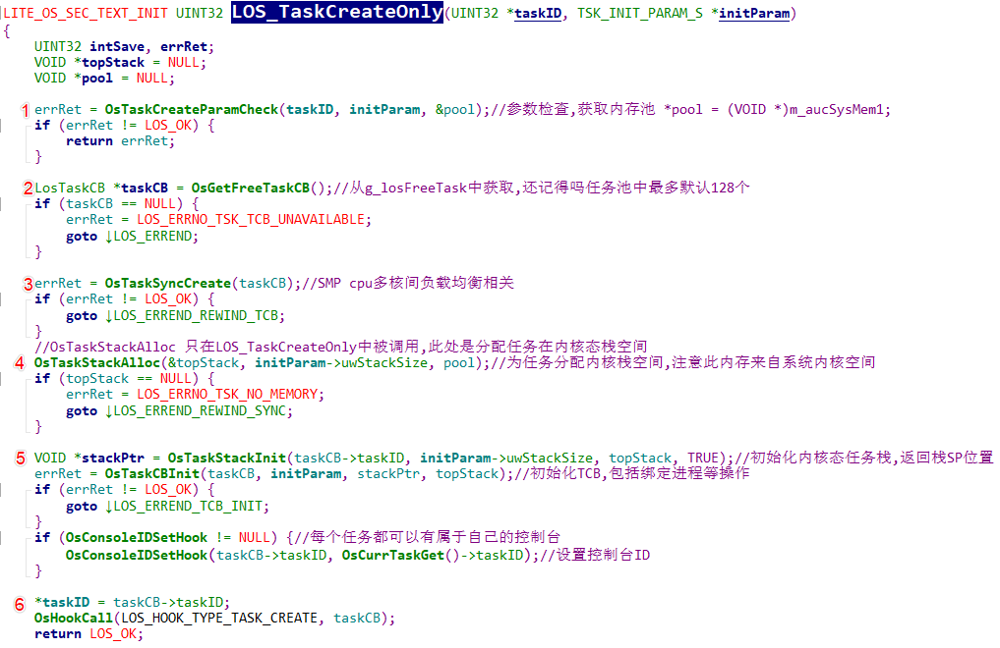 LITE_OS_SEC_TEXT_INIT UINT32 LOS_TaskCreateOnly(UINT32 *taskID, TSK_INIT_PARAM_S *initParam)
{
    UINT32 intSave, errRet;
    VOID *topStack = NULL;
    VOID *pool = NULL;
1 errRet = OsTaskCreateParamCheck(taskID, initParam, &pool);//参数检查,获取内存池 *pool = (VOID *)m_aucSysMem1;
    if (errRet != LOS_OK) {
        return errRet;
    }
2 LosTaskCB *taskCB = OsGetFreeTaskCB();//从g_losFreeTask中获取,还记得吗任务池中最多默认128个
    if (taskCB == NULL) {
        errRet = LOS_ERRNO_TSK_TCB_UNAVAILABLE;
        goto ↓LOS_ERREND;
    }
3 errRet = OsTaskSyncCreate(taskCB);//SMP cpu多核间负载均衡相关
    if (errRet != LOS_OK) {
        goto ↓LOS_ERREND_REWIND_TCB;
    }
    //OsTaskStackAlloc 只在LOS_TaskCreateOnly中被调用,此处是分配任务在内核态栈空间
4 OsTaskStackAlloc(&topStack, initParam->uwStackSize, pool);//为任务分配内核栈空间,注意此内存来自系统内核空间
    if (topStack == NULL) {
        errRet = LOS_ERRNO_TSK_NO_MEMORY;
        goto ↓LOS_ERREND_REWIND_SYNC;
    }
5 VOID *stackPtr = OsTaskStackInit(taskCB->taskID, initParam->uwStackSize, topStack, TRUE);//初始化内核态任务栈,返回栈SP位置
    errRet = OsTaskCBInit(taskCB, initParam, stackPtr, topStack);//初始化TCB,包括绑定进程等操作
    if (errRet != LOS_OK) {
        goto ↓LOS_ERREND_TCB_INIT;
    }
    if (OsConsoleIDSetHook != NULL) {//每个任务都可以有属于自己的控制台
        OsConsoleIDSetHook(taskCB->taskID, OsCurrTaskGet()->taskID);//设置控制台ID
    }
6 *taskID = taskCB->taskID;
    OsHookCall(LOS_HOOK_TYPE_TASK_CREATE, taskCB);
    return LOS_OK;